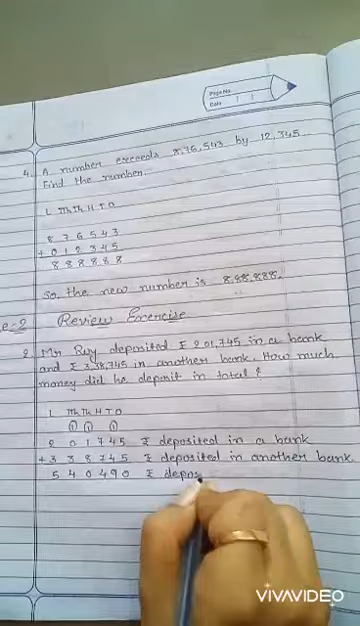 Page No.
Date
4. A number exceeds 8,76,543 by 12,345.
Find the number.
L TTh Th H T O
8 7 6 5 4 3
+ 0 1 2 3 4 5
8 8 8 8 8 8
So, the new number is 8,88,888.
e-2 Review Exercise
2. Mr Roy deposited ₹ 2,01,745 in a bank
and ₹ 3,38,745 in another bank. How much
money did he deposit in total?
L TTh Th H T O
① ① ①
2 0 1 7 4 5 ₹ deposited in a bank
+ 3 3 8 7 4 5 ₹ deposited in another bank
5 4 0 4 9 0 ₹ depos
VIVAVIDEO